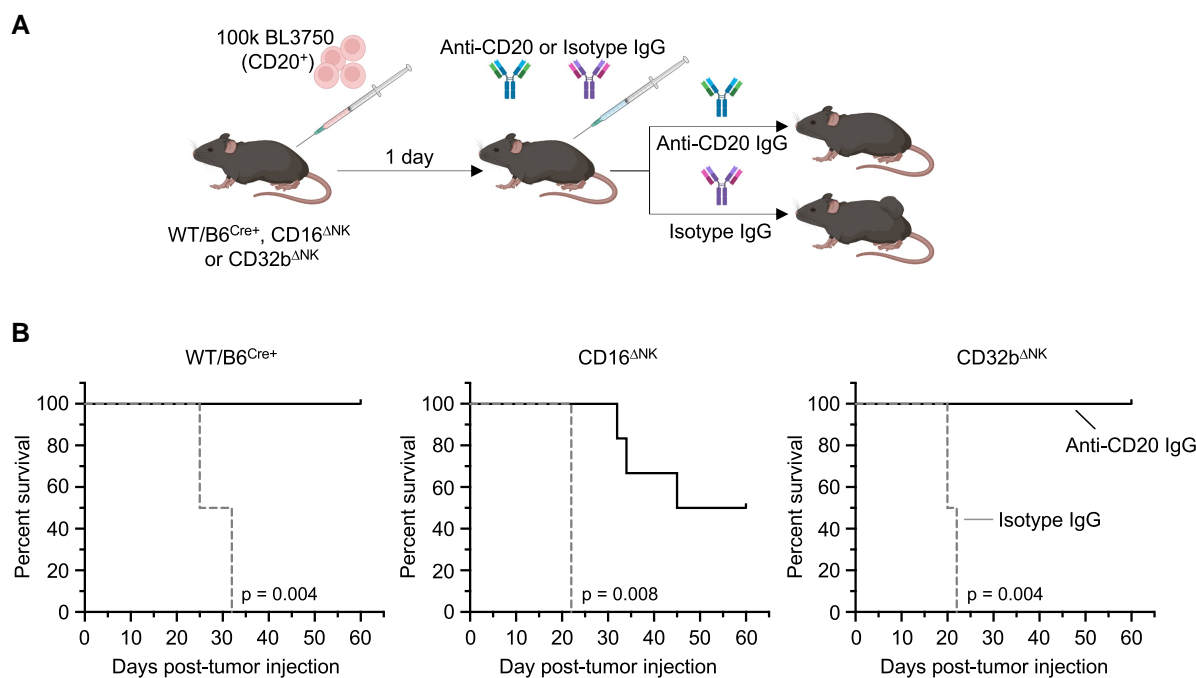 A
100k BL3750
(CD20⁺)
Anti-CD20 or Isotype IgG
1 day
Anti-CD20 IgG
Isotype IgG
WT/B6ᶜʳᵉ⁺, CD16ᐞᴺᴷ
or CD32bᐞᴺᴷ
B
WT/B6ᶜʳᵉ⁺
Percent survival
100
80
60
40
20
0
p = 0.004
0 10 20 30 40 50 60
Days post-tumor injection
CD16ᐞᴺᴷ
Percent survival
100
80
60
40
20
0
p = 0.008
0 10 20 30 40 50 60
Day post-tumor injection
CD32bᐞᴺᴷ
Percent survival
100
80
60
40
20
0
Anti-CD20 IgG
Isotype IgG
p = 0.004
0 10 20 30 40 50 60
Days post-tumor injection